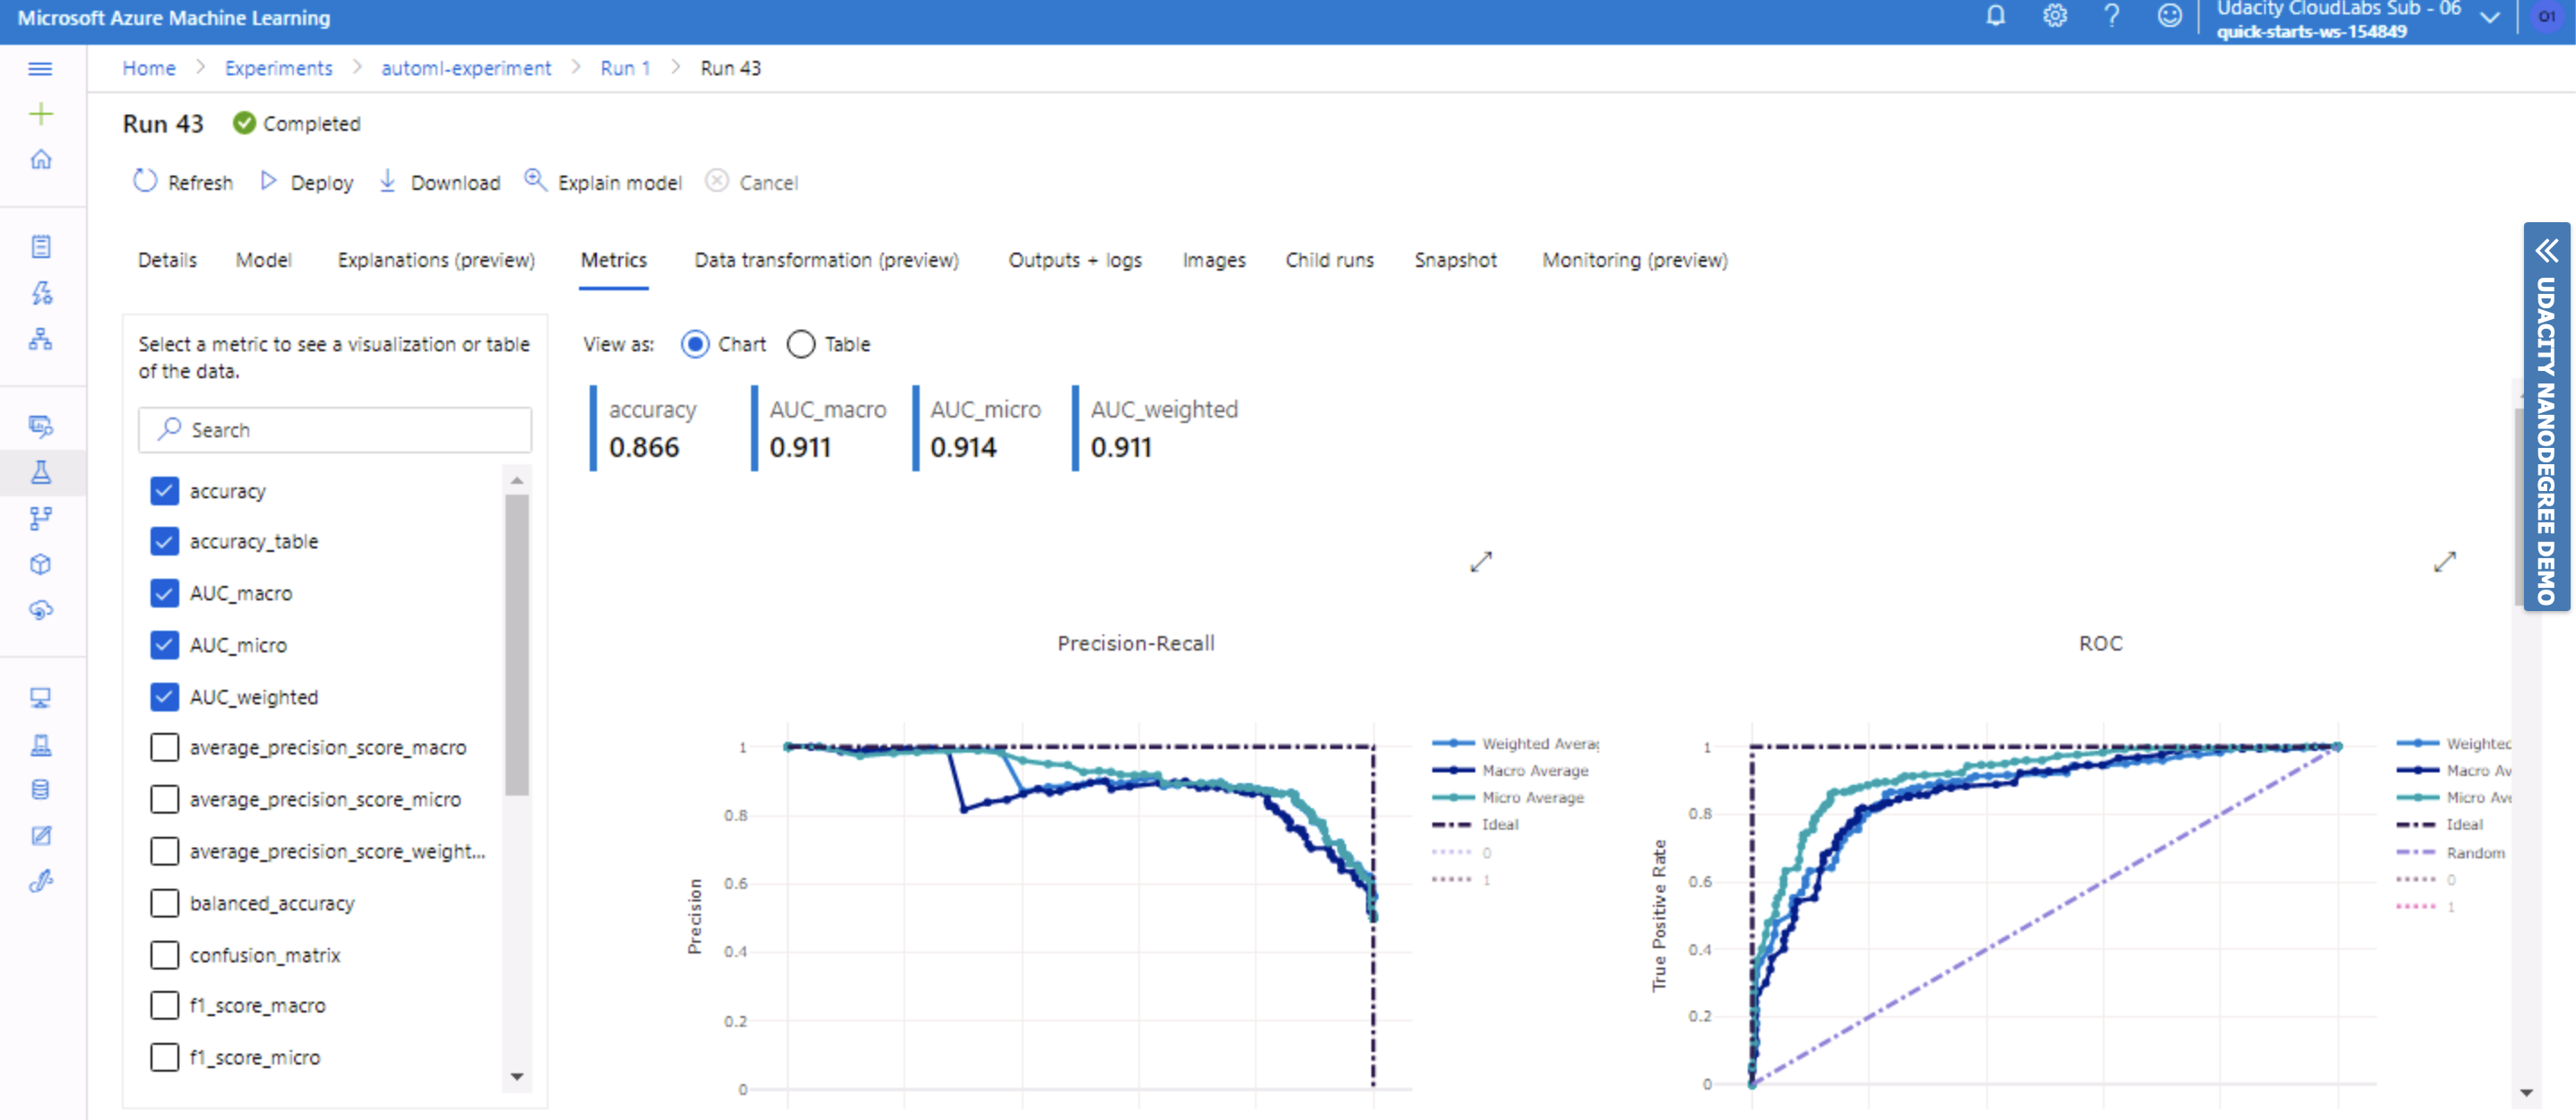 Microsoft Azure Machine Learning
Udacity CloudLabs Sub - 06
quick-starts-ws-154849
O1
Home > Experiments > automl-experiment > Run 1 > Run 43
Run 43 Completed
Refresh Deploy Download Explain model Cancel
Details Model Explanations (preview) Metrics Data transformation (preview) Outputs + logs Images Child runs Snapshot Monitoring (preview)
Select a metric to see a visualization or table
of the data.
Search
accuracy
accuracy_table
AUC_macro
AUC_micro
AUC_weighted
average_precision_score_macro
average_precision_score_micro
average_precision_score_weight...
balanced_accuracy
confusion_matrix
f1_score_macro
f1_score_micro
View as: Chart Table
accuracy AUC_macro AUC_micro AUC_weighted
0.866 0.911 0.914 0.911
Precision-Recall
1
0.8
0.6
0.4
0.2
0
Precision
Weighted Averag
Macro Average
Micro Average
Ideal
0
1
ROC
1
0.8
0.6
0.4
0.2
0
True Positive Rate
Weighted
Macro Av
Micro Ave
Ideal
Random
0
1
UDACITY NANODEGREE DEMO